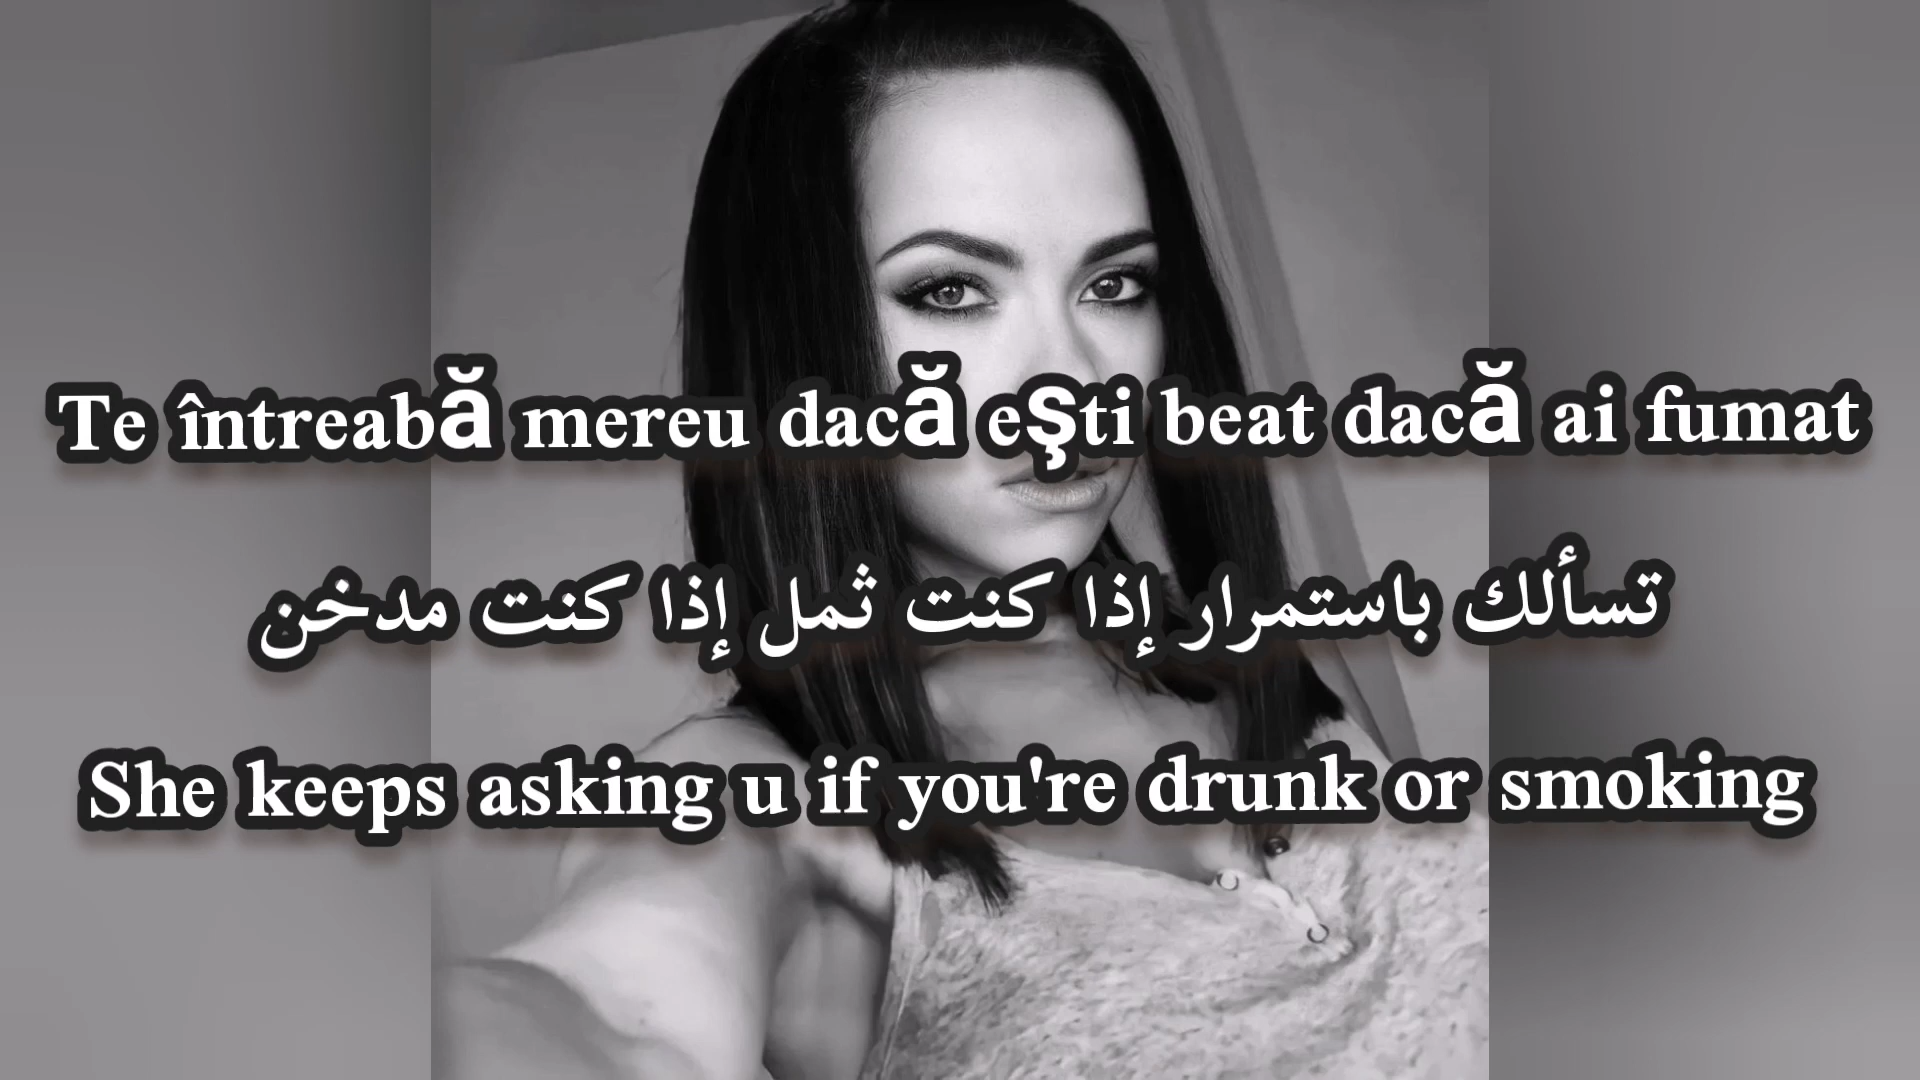 Te întreabă mereu dacă eşti beat dacă ai fumat
تسألك باستمرار إذا كنت ثمل إذا كنت مدخن
She keeps asking u if you're drunk or smoking